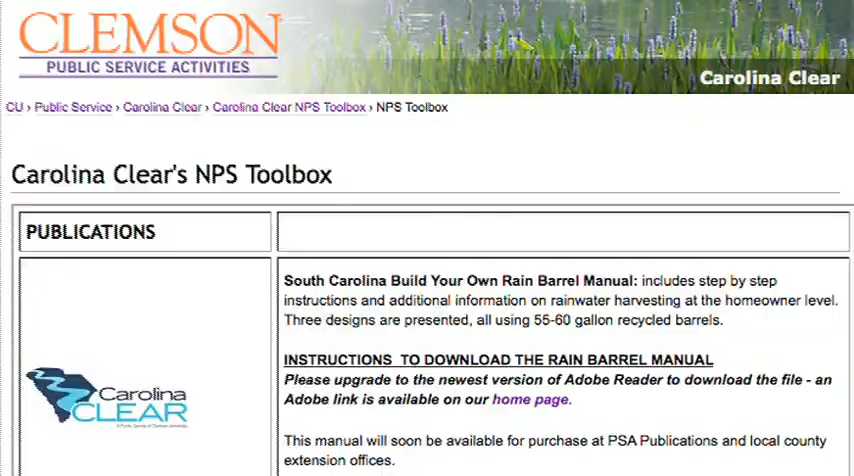 CLEMSON
PUBLIC SERVICE ACTIVITIES
Carolina Clear
CU › Public Service › Carolina Clear › Carolina Clear NPS Toolbox › NPS Toolbox
Carolina Clear's NPS Toolbox
PUBLICATIONS
South Carolina Build Your Own Rain Barrel Manual: includes step by step
instructions and additional information on rainwater harvesting at the homeowner level.
Three designs are presented, all using 55-60 gallon recycled barrels.
INSTRUCTIONS TO DOWNLOAD THE RAIN BARREL MANUAL
Please upgrade to the newest version of Adobe Reader to download the file - an
Adobe link is available on our home page.
Carolina
CLEAR
This manual will soon be available for purchase at PSA Publications and local county
extension offices.